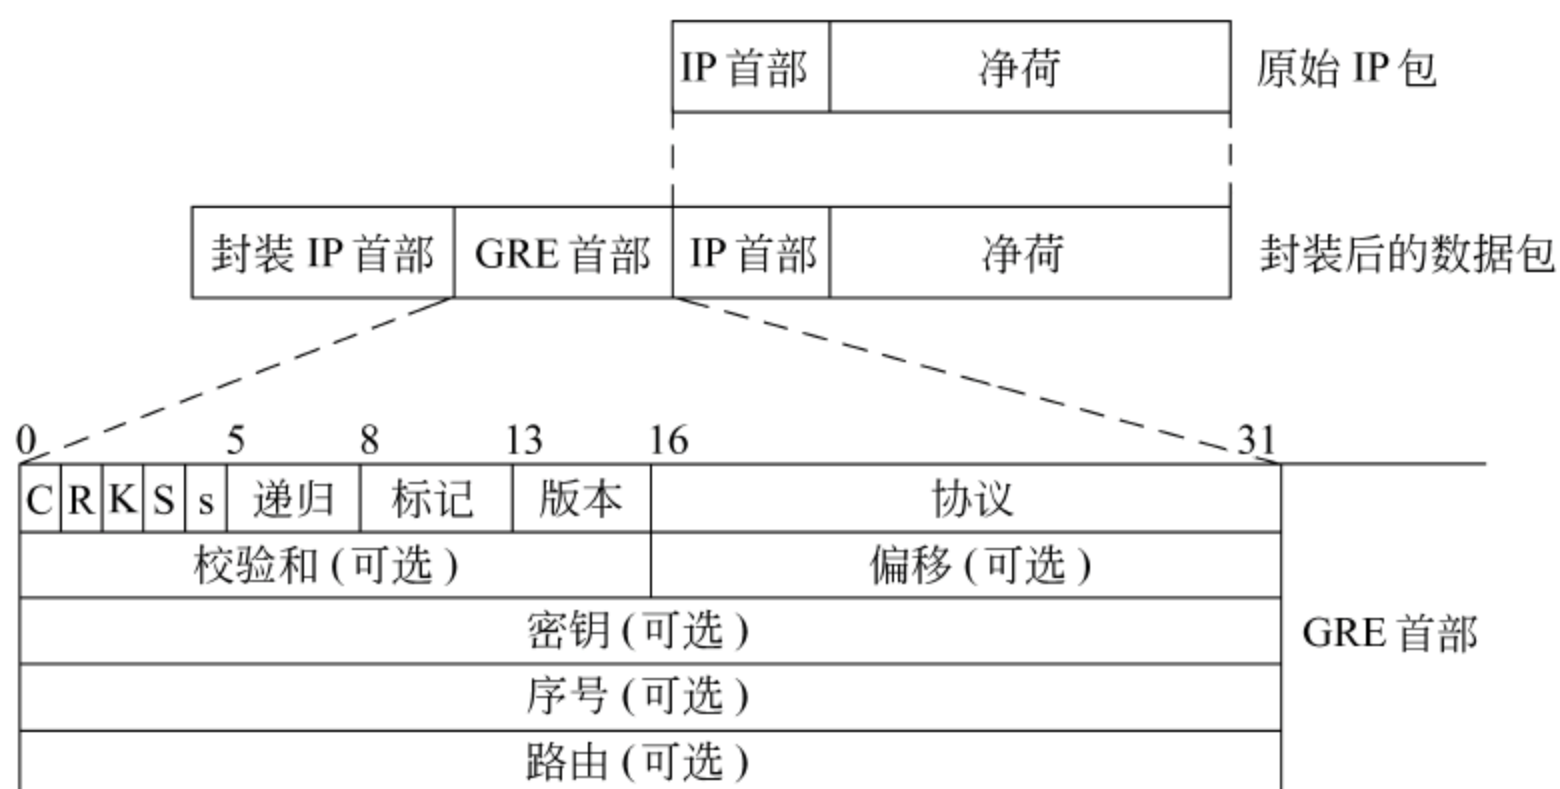 IP 首部 净荷 原始 IP 包
封装 IP 首部 GRE 首部 IP 首部 净荷 封装后的数据包
0 5 8 13 16 31
C R K S s 递归 标记 版本 协议
校验和 (可选) 偏移 (可选)
密钥 (可选)
GRE 首部
序号 (可选)
路由 (可选)